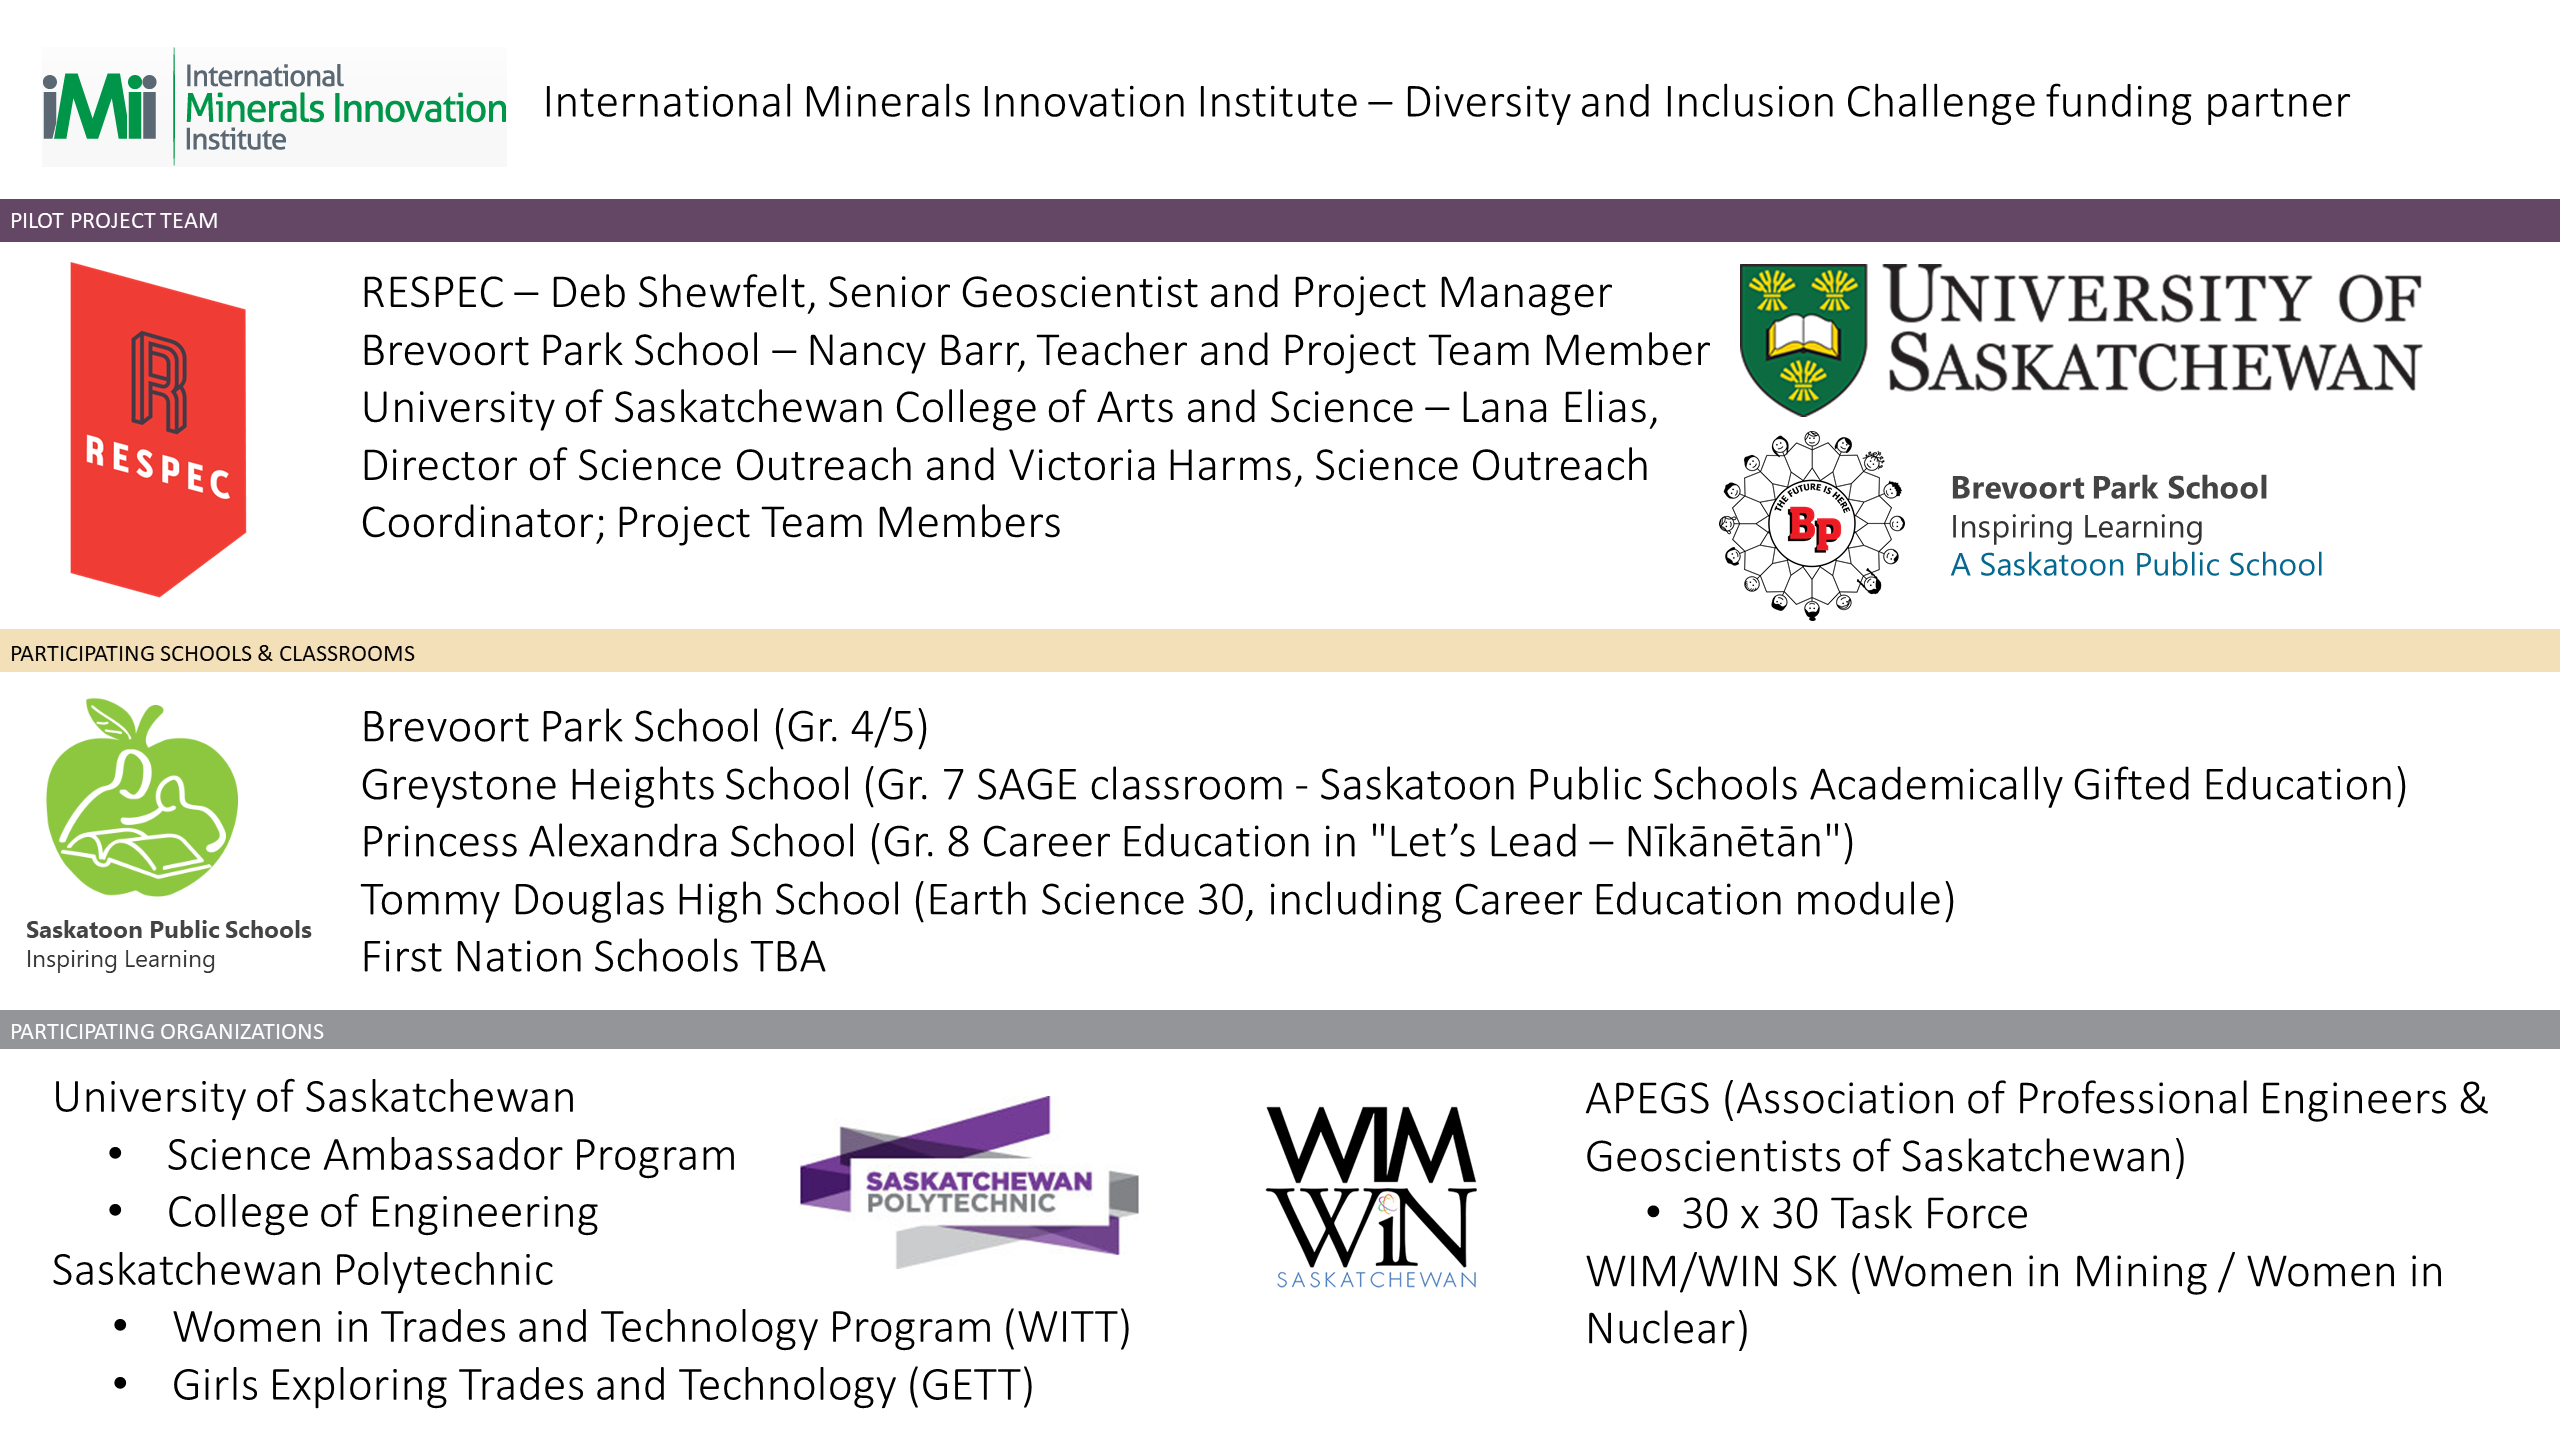 iMii
International
Minerals Innovation
Institute
International Minerals Innovation Institute – Diversity and Inclusion Challenge funding partner
PILOT PROJECT TEAM
R
RESPEC
RESPEC – Deb Shewfelt, Senior Geoscientist and Project Manager
Brevoort Park School – Nancy Barr, Teacher and Project Team Member
University of Saskatchewan College of Arts and Science – Lana Elias,
Director of Science Outreach and Victoria Harms, Science Outreach
Coordinator; Project Team Members
UNIVERSITY OF
SASKATCHEWAN
THE FUTURE IS HERE
Bp
Brevoort Park School
Inspiring Learning
A Saskatoon Public School
PARTICIPATING SCHOOLS & CLASSROOMS
Saskatoon Public Schools
Inspiring Learning
Brevoort Park School (Gr. 4/5)
Greystone Heights School (Gr. 7 SAGE classroom - Saskatoon Public Schools Academically Gifted Education)
Princess Alexandra School (Gr. 8 Career Education in "Let’s Lead – Nīkānētān")
Tommy Douglas High School (Earth Science 30, including Career Education module)
First Nation Schools TBA
PARTICIPATING ORGANIZATIONS
University of Saskatchewan
• Science Ambassador Program
• College of Engineering
Saskatchewan Polytechnic
• Women in Trades and Technology Program (WITT)
• Girls Exploring Trades and Technology (GETT)
SASKATCHEWAN
POLYTECHNIC
WIM
WiN
SASKATCHEWAN
APEGS (Association of Professional Engineers &
Geoscientists of Saskatchewan)
• 30 x 30 Task Force
WIM/WIN SK (Women in Mining / Women in
Nuclear)